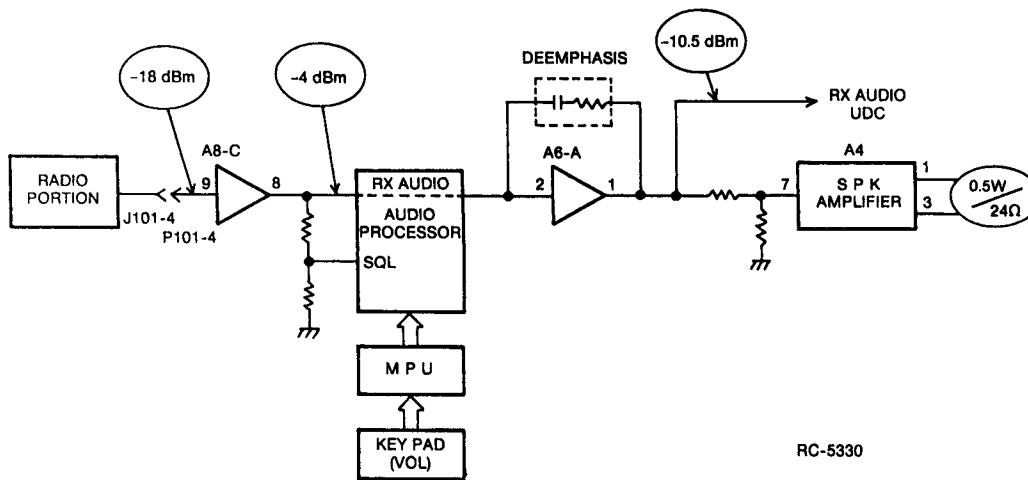 -10.5 dBm
-18 dBm
-4 dBm
DEEMPHASIS
RX AUDIO
UDC
A8-C
A6-A
A4
RADIO
PORTION
9
8
RX AUDIO
AUDIO
PROCESSOR
SQL
2
1
7
S P K
AMPLIFIER
1
3
0.5W
24Ω
J101-4
P101-4
M P U
KEY PAD
(VOL)
RC-5330